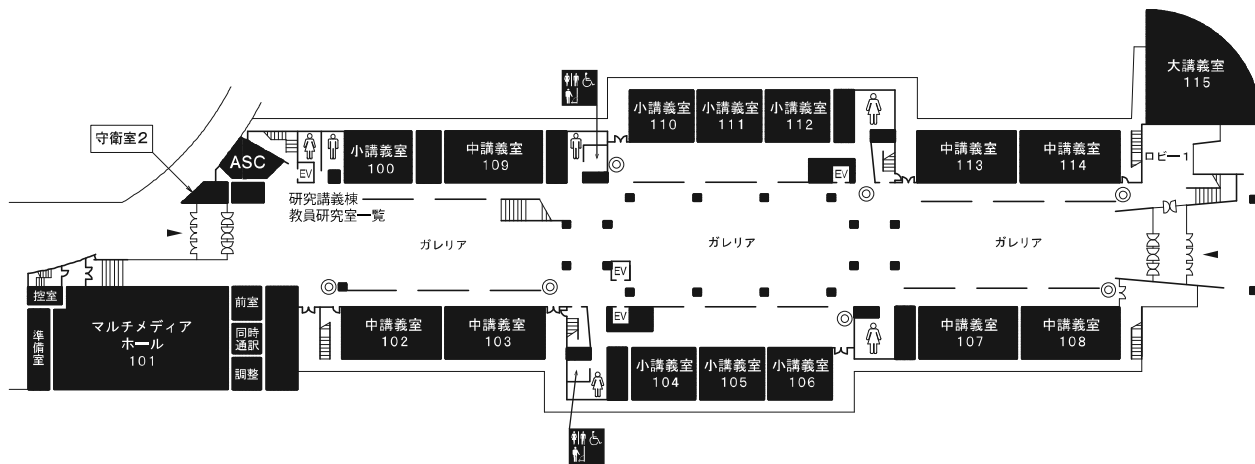 大講義室
115
小講義室
110
小講義室
111
小講義室
112
守衛室2
ASC
小講義室
100
中講義室
109
中講義室
113
中講義室
114
ロビー1
EV
EV
研究講義棟
教員研究室一覧
ガレリア
ガレリア
ガレリア
EV
EV
控室
準備室
マルチメディア
ホール
101
前室
同時
通訳
調整
中講義室
102
中講義室
103
中講義室
107
中講義室
108
小講義室
104
小講義室
105
小講義室
106